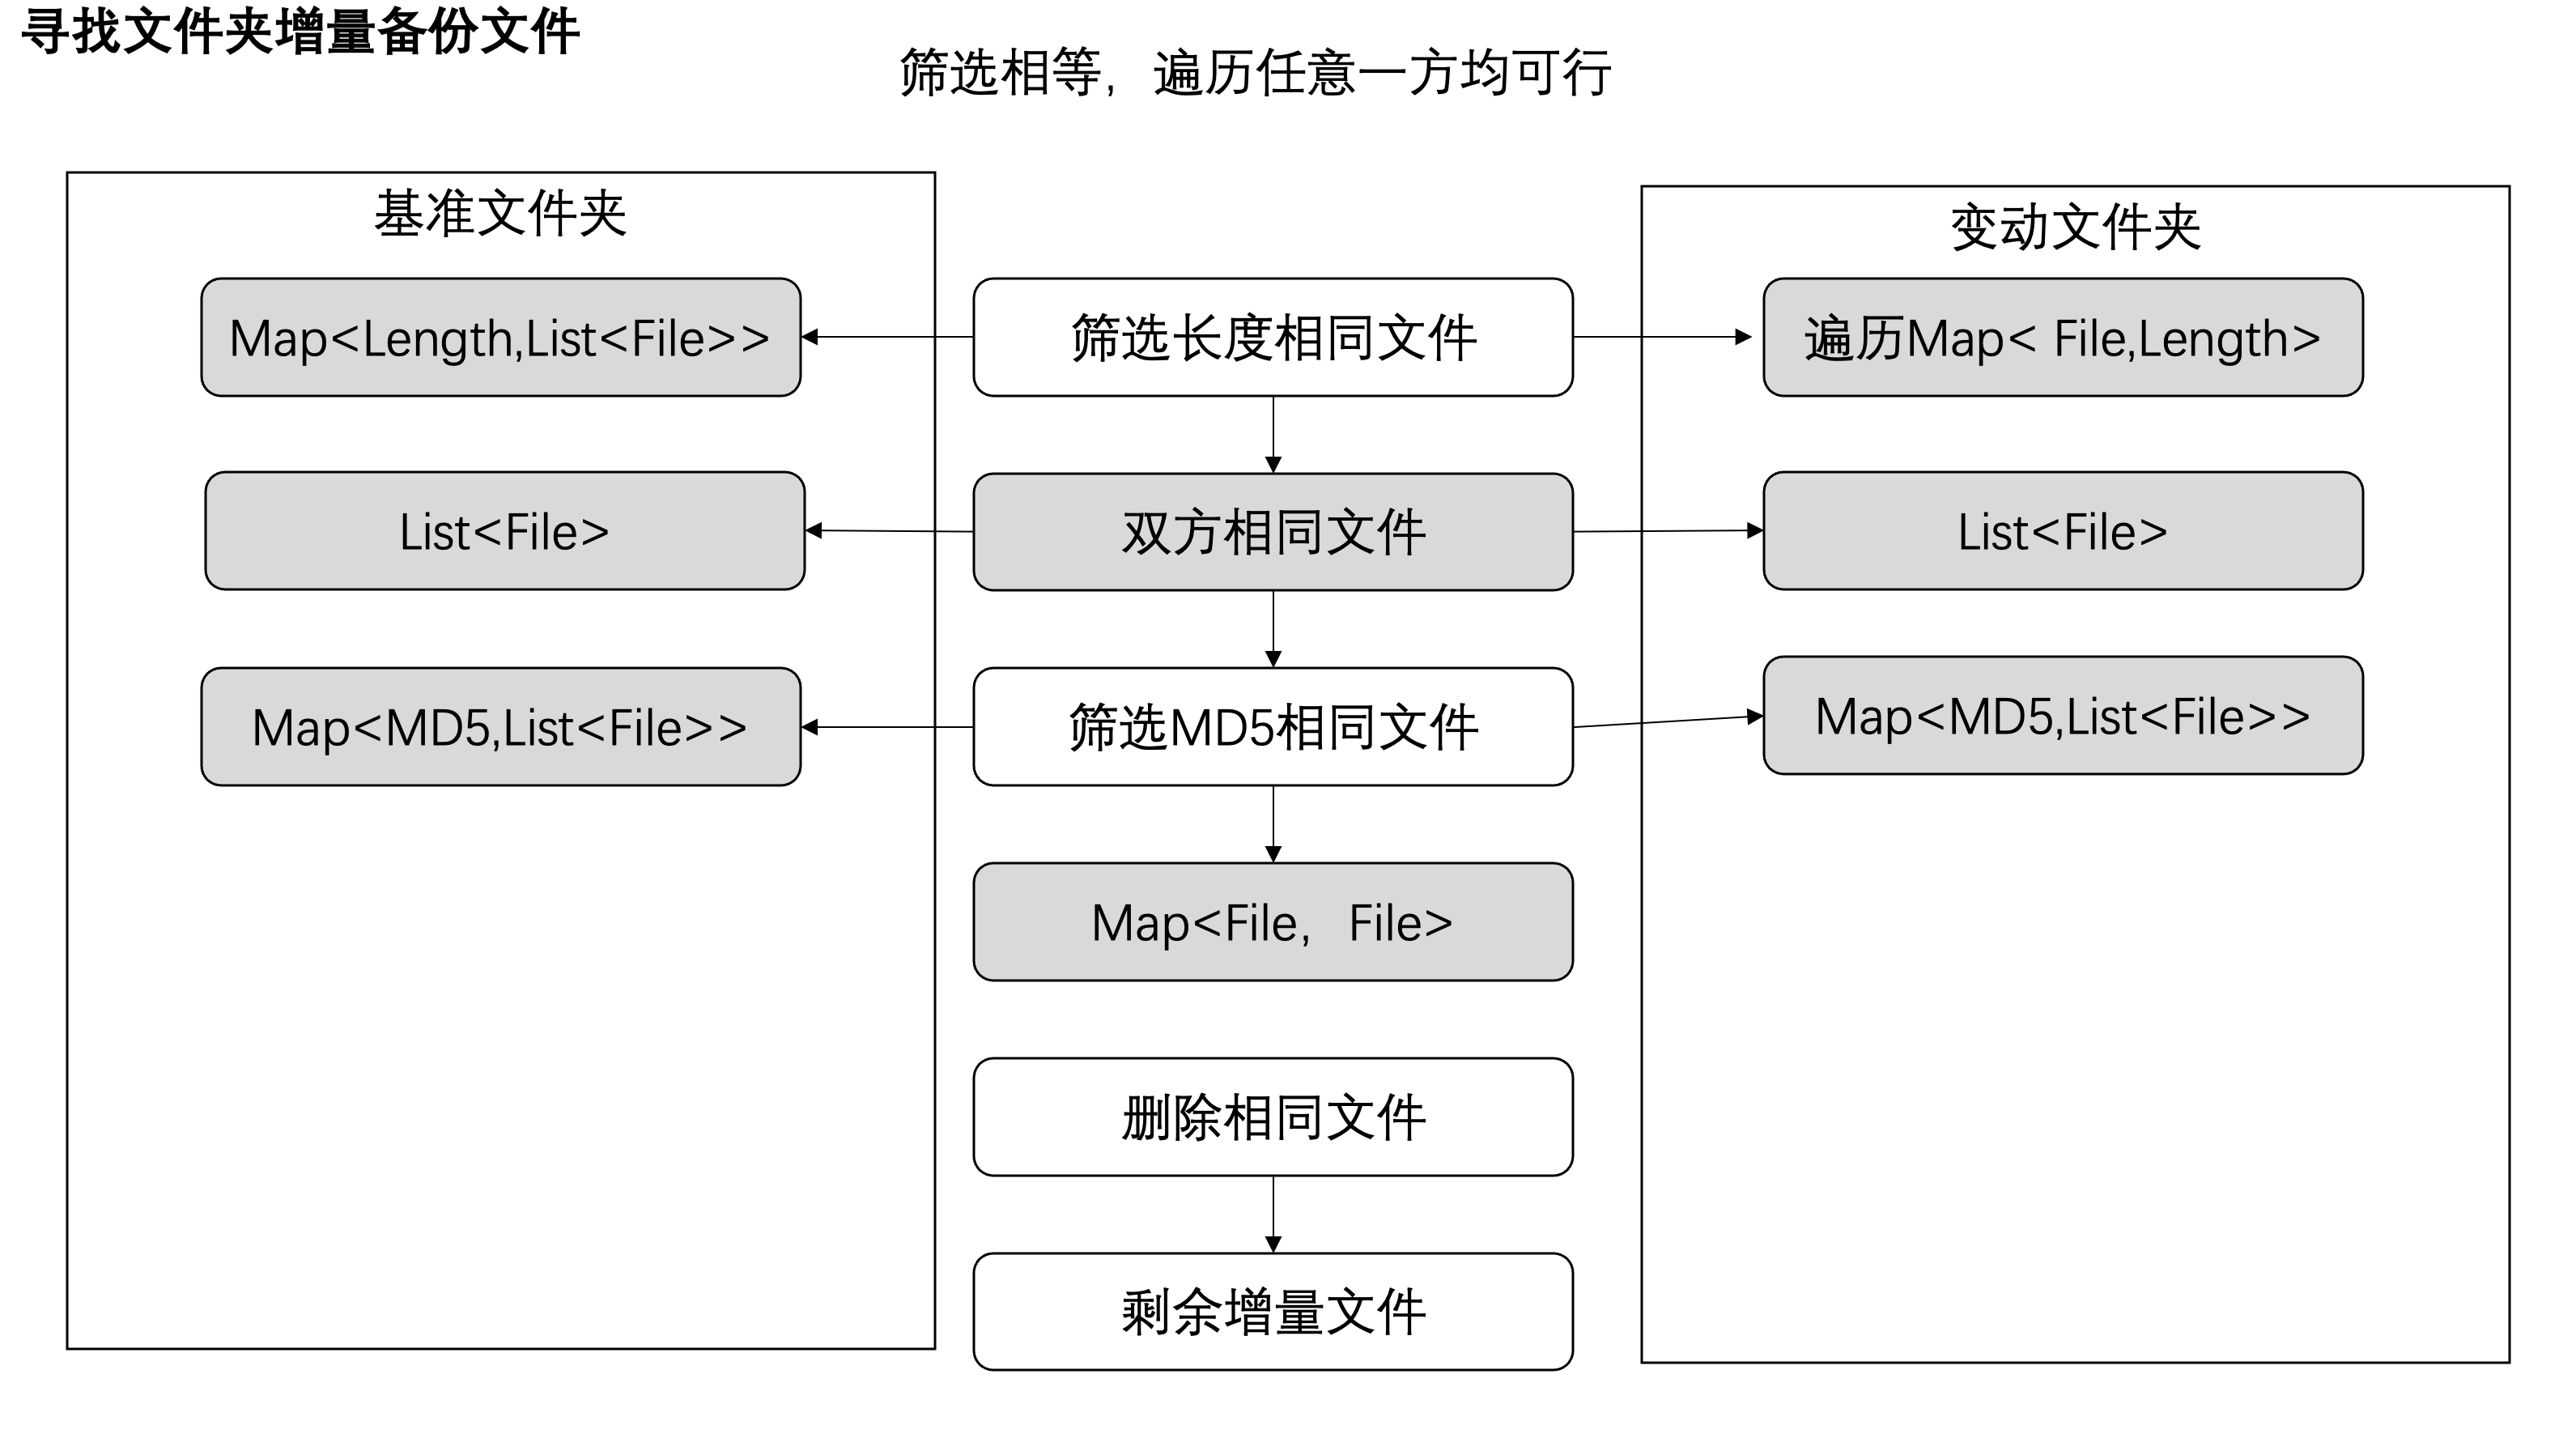 寻找文件夹增量备份文件
筛选相等，遍历任意一方均可行
基准文件夹
变动文件夹
Map<Length,List<File>>
筛选长度相同文件
遍历Map< File,Length>
List<File>
双方相同文件
List<File>
Map<MD5,List<File>>
筛选MD5相同文件
Map<MD5,List<File>>
Map<File，File>
删除相同文件
剩余增量文件